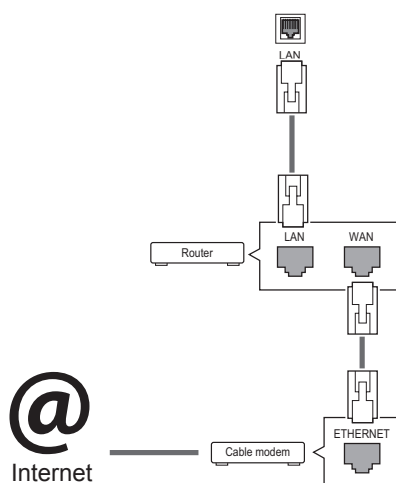 LAN
LAN WAN
Router
ETHERNET
Cable modem
@
Internet